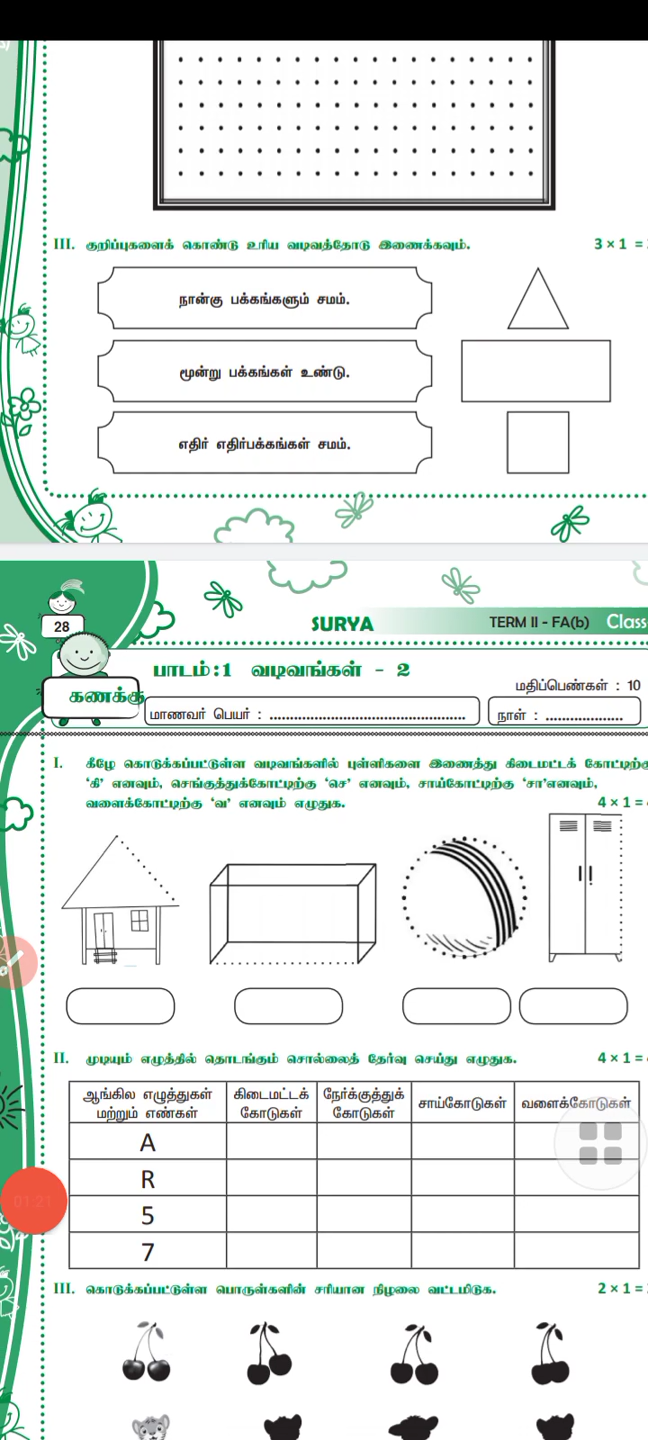 III. குறிப்புகளைக் கொண்டு உரிய வடிவத்தோடு இணைக்கவும். 3 × 1 =
நான்கு பக்கங்களும் சமம்.
மூன்று பக்கங்கள் உண்டு.
எதிர் எதிர்பக்கங்கள் சமம்.
28
SURYA TERM II - FA(b) Class
பாடம்:1 வடிவங்கள் - 2
கணக்கு
மதிப்பெண்கள் : 10
மாணவர் பெயர் : ................................................
நாள் : ...................
I. கீழே கொடுக்கப்பட்டுள்ள வடிவங்களில் புள்ளிகளை இணைத்து கிடைமட்டக் கோட்டிற்கு
‘கி’ எனவும், செங்குத்துக்கோட்டிற்கு ‘செ’ எனவும், சாய்கோட்டிற்கு ‘சா’எனவும்,
வளைக்கோட்டிற்கு ‘வ’ எனவும் எழுதுக. 4 × 1 =
II. முடியும் எழுத்தில் தொடங்கும் சொல்லைத் தேர்வு செய்து எழுதுக. 4 × 1 =
ஆங்கில எழுத்துகள் மற்றும் எண்கள் கிடைமட்டக் கோடுகள் நேர்க்குத்துக் கோடுகள் சாய்கோடுகள் வளைக்கோடுகள்
A
R
5
7
01:21
III. கொடுக்கப்பட்டுள்ள பொருள்களின் சரியான நிழலை வட்டமிடுக. 2 × 1 =